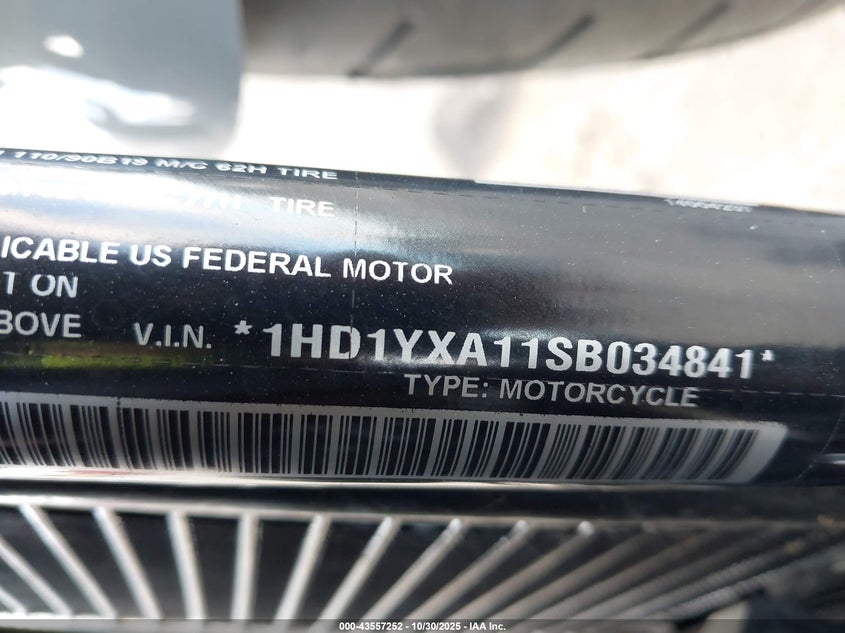 110/90B19 M/C 62H TIRE
77H TIRE
ICABLE US FEDERAL MOTOR
T ON
BOVE V.I.N. *1HD1YXA11SB034841*
TYPE: MOTORCYCLE
000-43557252 - 10/30/2025 - IAA Inc.